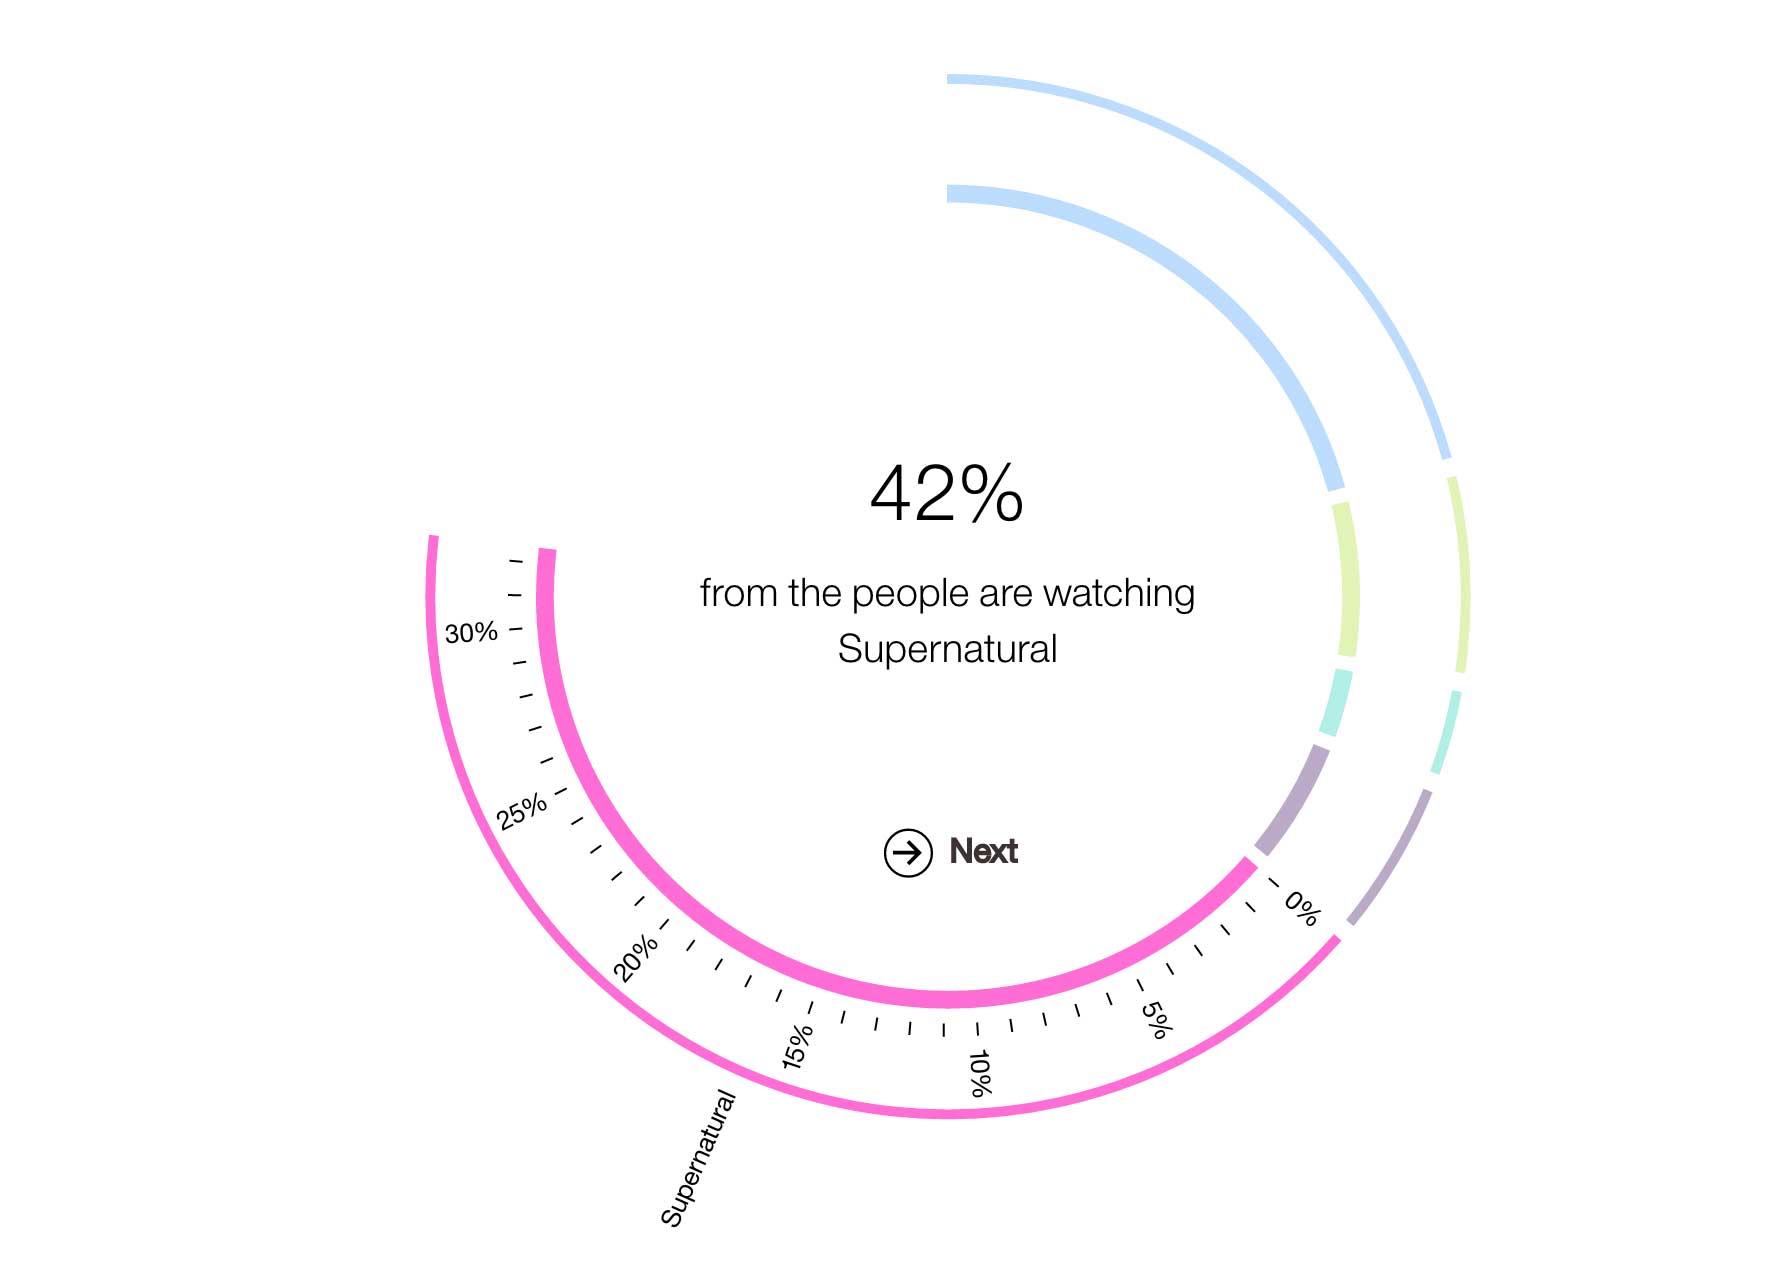 42%
from the people are watching
Supernatural
Next
0%
5%
10%
15%
20%
25%
30%
Supernatural